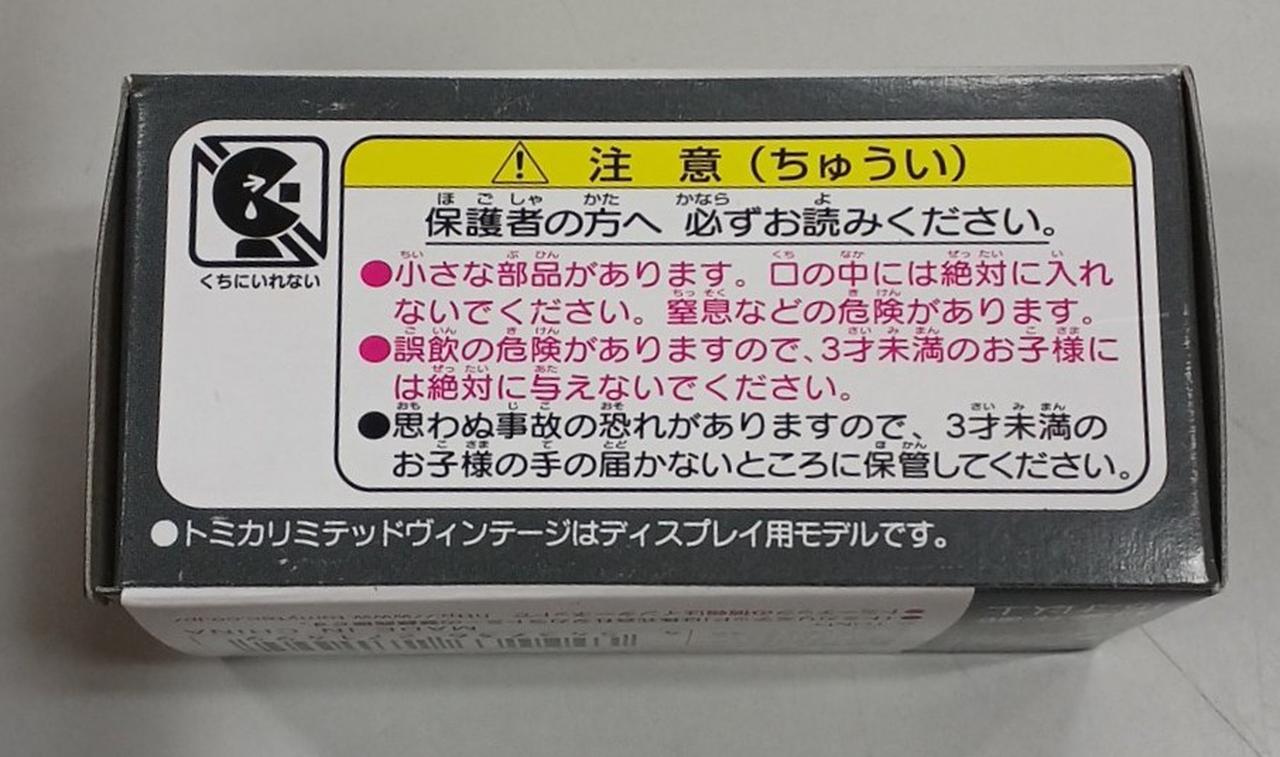 注 意（ちゅうい）
保護者の方へ 必ずお読みください。
ほ ご しゃ かた かなら よ
くちにいれない
●小さな部品があります。口の中には絶対に入れ
ちい ぶ ひん くち なか ぜっ たい い
ないでください。窒息などの危険があります。
ちっ そく き けん
●誤飲の危険がありますので、3才未満のお子様に
ご いん き けん さい み まん こ さま
は絶対に与えないでください。
ぜっ たい あた
●思わぬ事故の恐れがありますので、3才未満の
おも じ こ おそ さい み まん
お子様の手の届かないところに保管してください。
こ さま て とど ほ かん
●トミカリミテッドヴィンテージはディスプレイ用モデルです。
MADE IN CHINA